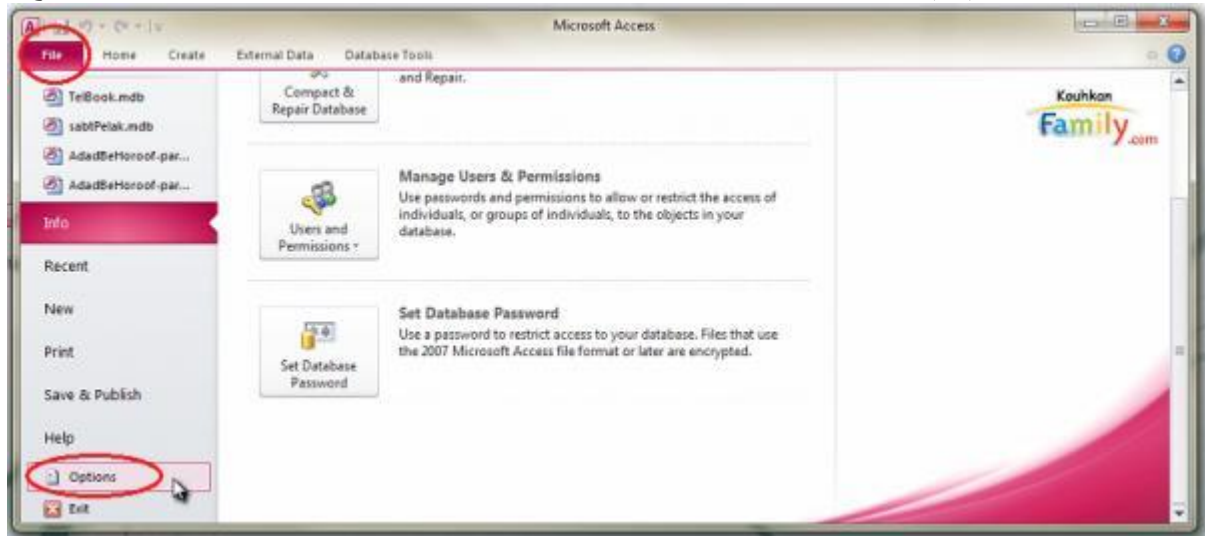 Microsoft Access
File Home Create External Data Database Tools
TelBook.mdb
sabtPelak.mdb
AdadBeHoroof-par...
AdadBeHoroof-par...
Info
Recent
New
Print
Save & Publish
Help
Options
Exit
Compact &
Repair Database
and Repair.
Users and
Permissions
Manage Users & Permissions
Use passwords and permissions to allow or restrict the access of
individuals, or groups of individuals, to the objects in your
database.
Set Database
Password
Set Database Password
Use a password to restrict access to your database. Files that use
the 2007 Microsoft Access file format or later are encrypted.
Kouhkan
Family.com